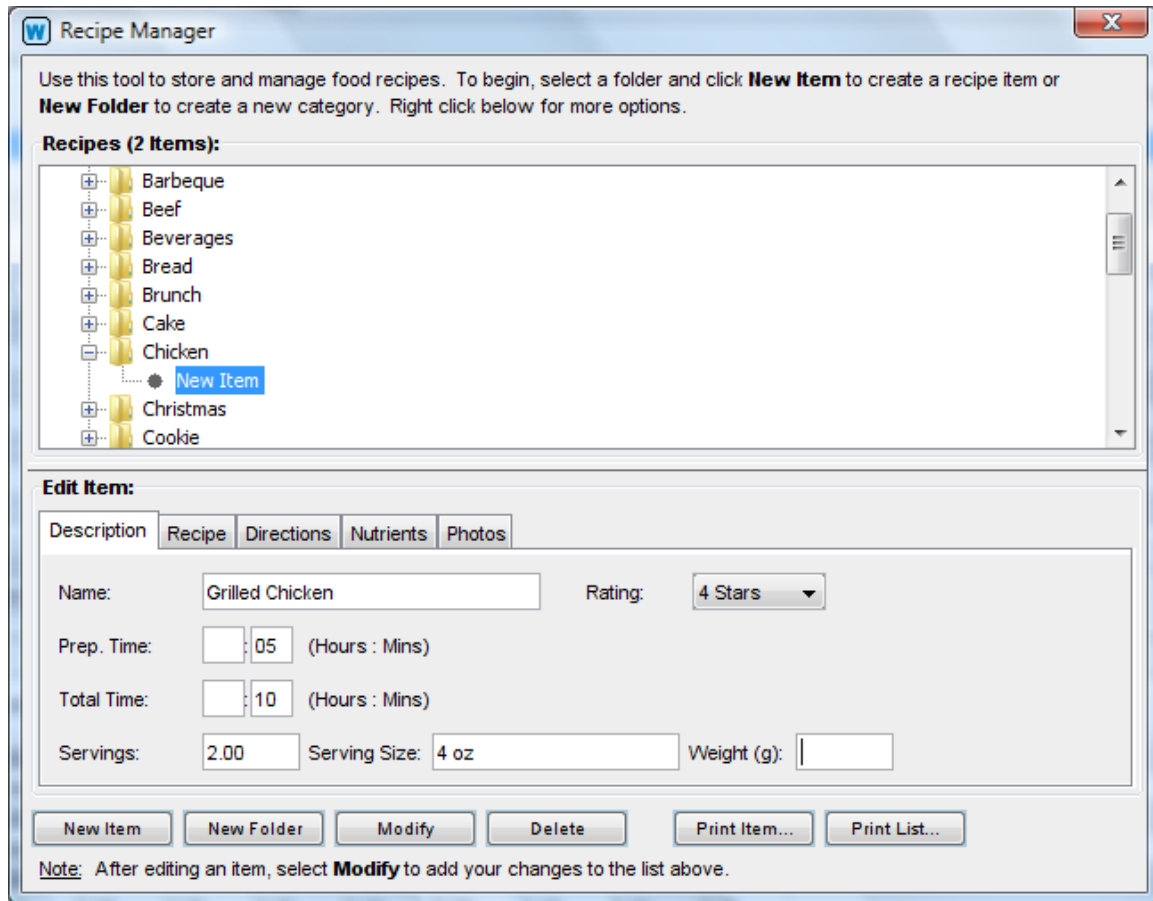 W Recipe Manager X
Use this tool to store and manage food recipes. To begin, select a folder and click New Item to create a recipe item or
New Folder to create a new category. Right click below for more options.
Recipes (2 Items):
Barbeque
Beef
Beverages
Bread
Brunch
Cake
Chicken
New Item
Christmas
Cookie
Edit Item:
Description Recipe Directions Nutrients Photos
Name: Grilled Chicken Rating: 4 Stars
Prep. Time: : 05 (Hours : Mins)
Total Time: : 10 (Hours : Mins)
Servings: 2.00 Serving Size: 4 oz Weight (g):
New Item New Folder Modify Delete Print Item... Print List...
Note: After editing an item, select Modify to add your changes to the list above.